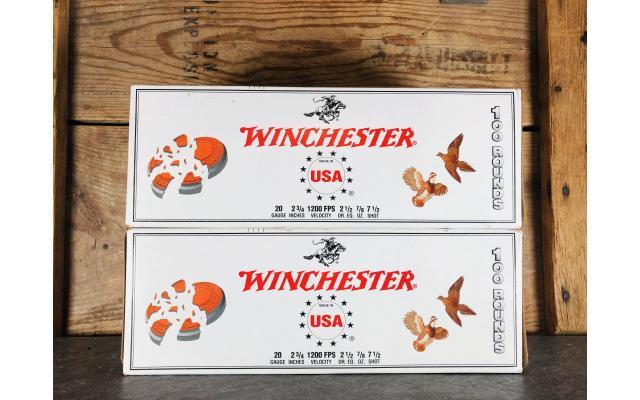 WINCHESTER®
MADE IN
USA
®
20 2 3/4 1200 FPS 2 1/2 7/8 7 1/2
GAUGE INCHES VELOCITY DR. EQ. OZ. SHOT
100 ROUNDS
WINCHESTER®
MADE IN
USA
®
20 2 3/4 1200 FPS 2 1/2 7/8 7 1/2
GAUGE INCHES VELOCITY DR. EQ. OZ. SHOT
100 ROUNDS